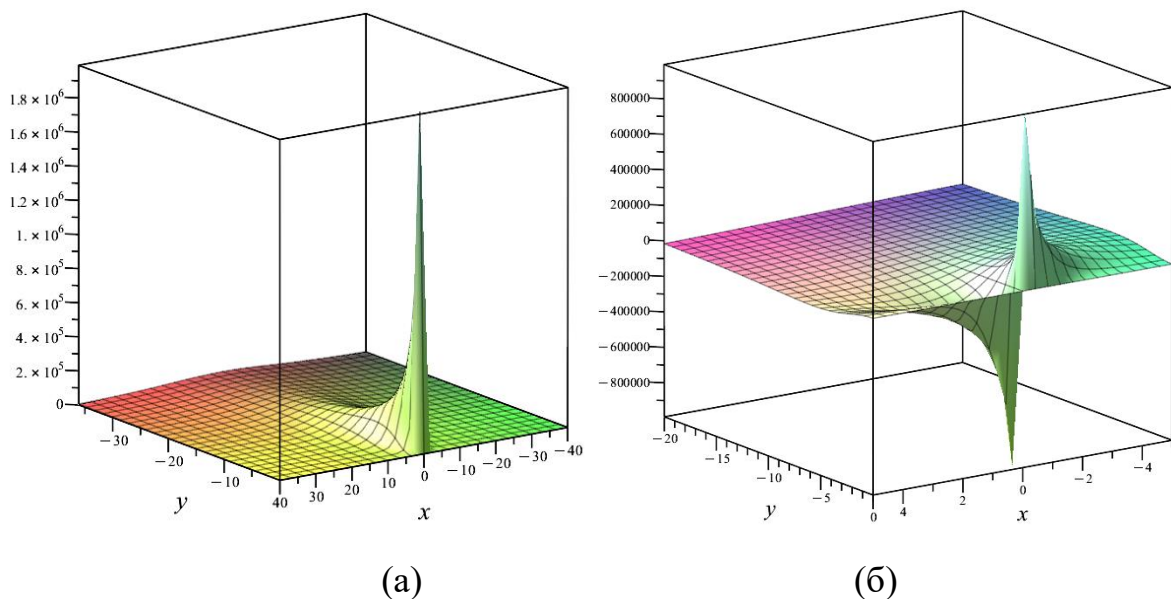 1.8 × 10⁶
1.6 × 10⁶
1.4 × 10⁶
1.2 × 10⁶
1. × 10⁶
8. × 10⁵
6. × 10⁵
4. × 10⁵
2. × 10⁵
0
−30
−20
−10
y
40
30
20
10
0
−10
−20
−30
−40
x
(а)
800000
600000
400000
200000
0
−200000
−400000
−600000
−800000
−20
−15
−10
−5
0
y
4
2
0
−2
−4
x
(б)